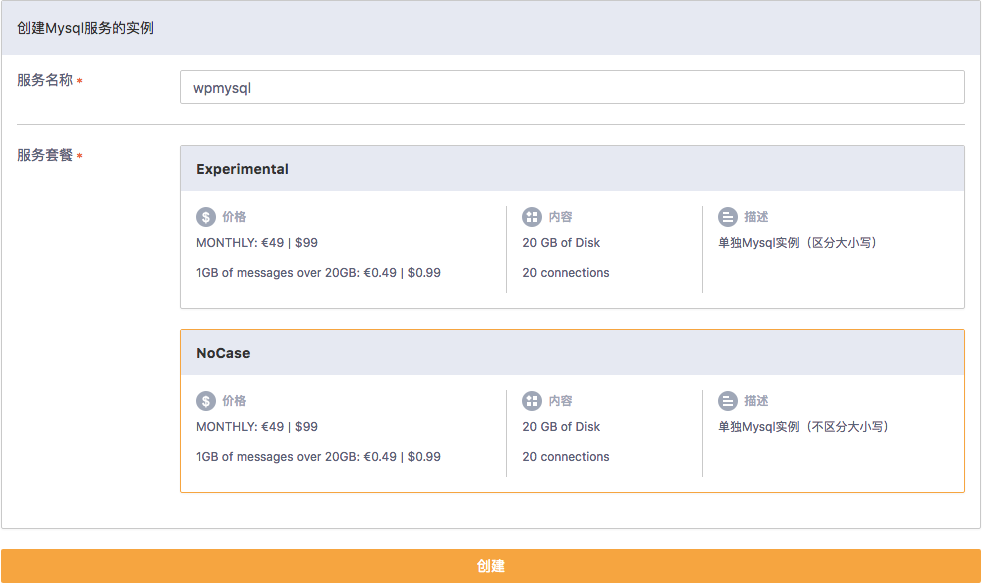 创建Mysql服务的实例
服务名称 *
wpmysql
服务套餐 *
Experimental
价格
MONTHLY: €49 | $99
1GB of messages over 20GB: €0.49 | $0.99
内容
20 GB of Disk
20 connections
描述
单独Mysql实例（区分大小写）
NoCase
价格
MONTHLY: €49 | $99
1GB of messages over 20GB: €0.49 | $0.99
内容
20 GB of Disk
20 connections
描述
单独Mysql实例（不区分大小写）
创建